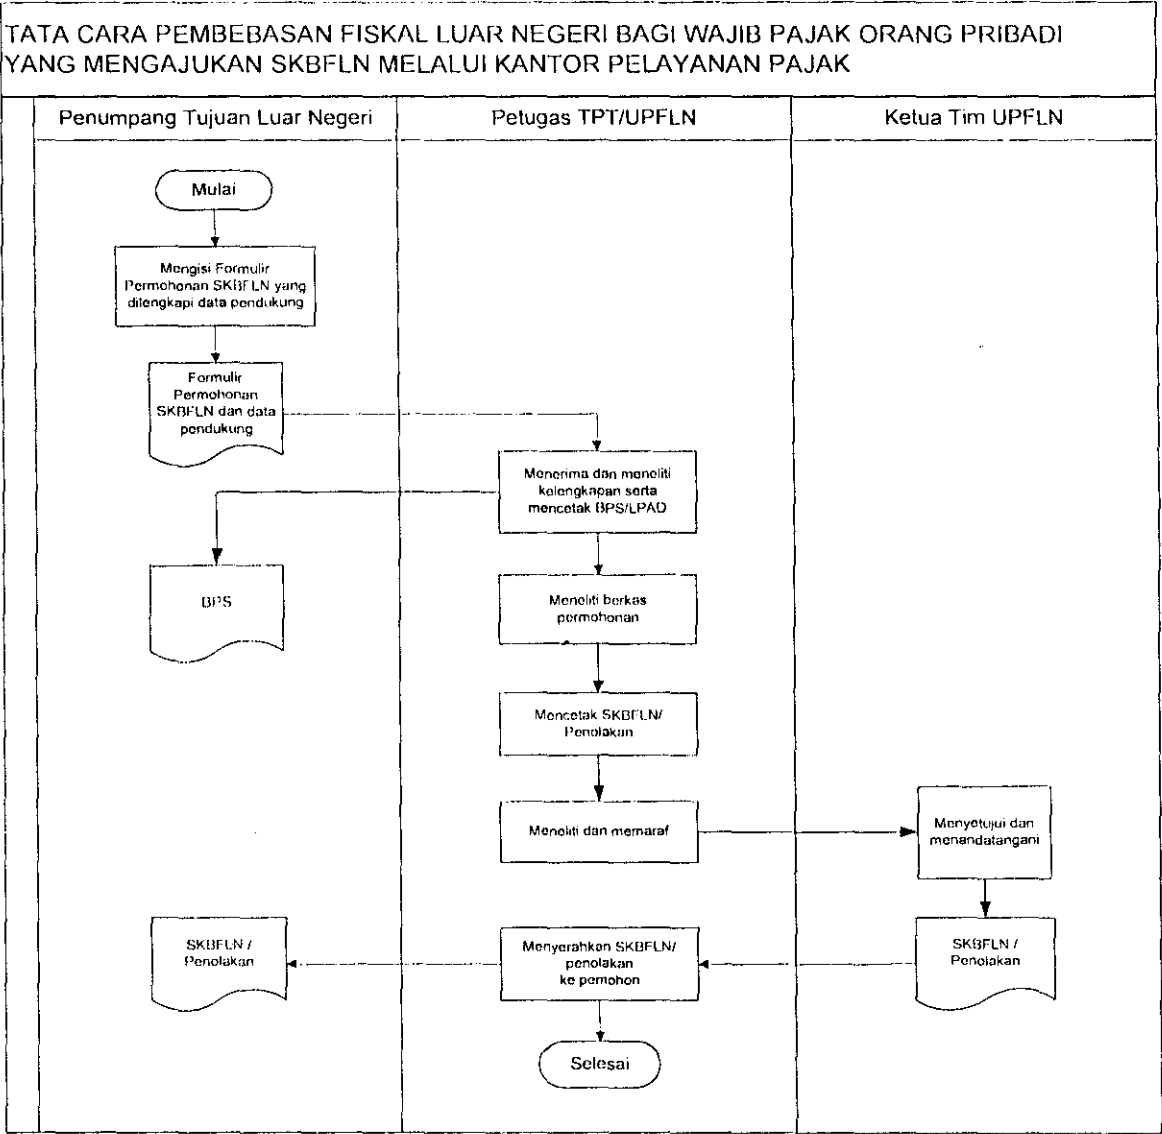 TATA CARA PEMBEBASAN FISKAL LUAR NEGERI BAGI WAJIB PAJAK ORANG PRIBADI
YANG MENGAJUKAN SKBFLN MELALUI KANTOR PELAYANAN PAJAK
Penumpang Tujuan Luar Negeri
Petugas TPT/UPFLN
Ketua Tim UPFLN
Mulai
Mengisi Formulir
Permohonan SKBFLN yang
dilengkapi data pendukung
Formulir
Permohonan
SKBFLN dan data
pendukung
Menerima dan meneliti
kelengkapan serta
mencetak BPS/LPAD
BPS
Meneliti berkas
permohonan
Mencetak SKBFLN/
Penolakan
Meneliti dan memaraf
Menyetujui dan
menandatangani
SKBFLN /
Penolakan
Menyerahkan SKBFLN/
penolakan
ke pemohon
SKBFLN /
Penolakan
Selesai